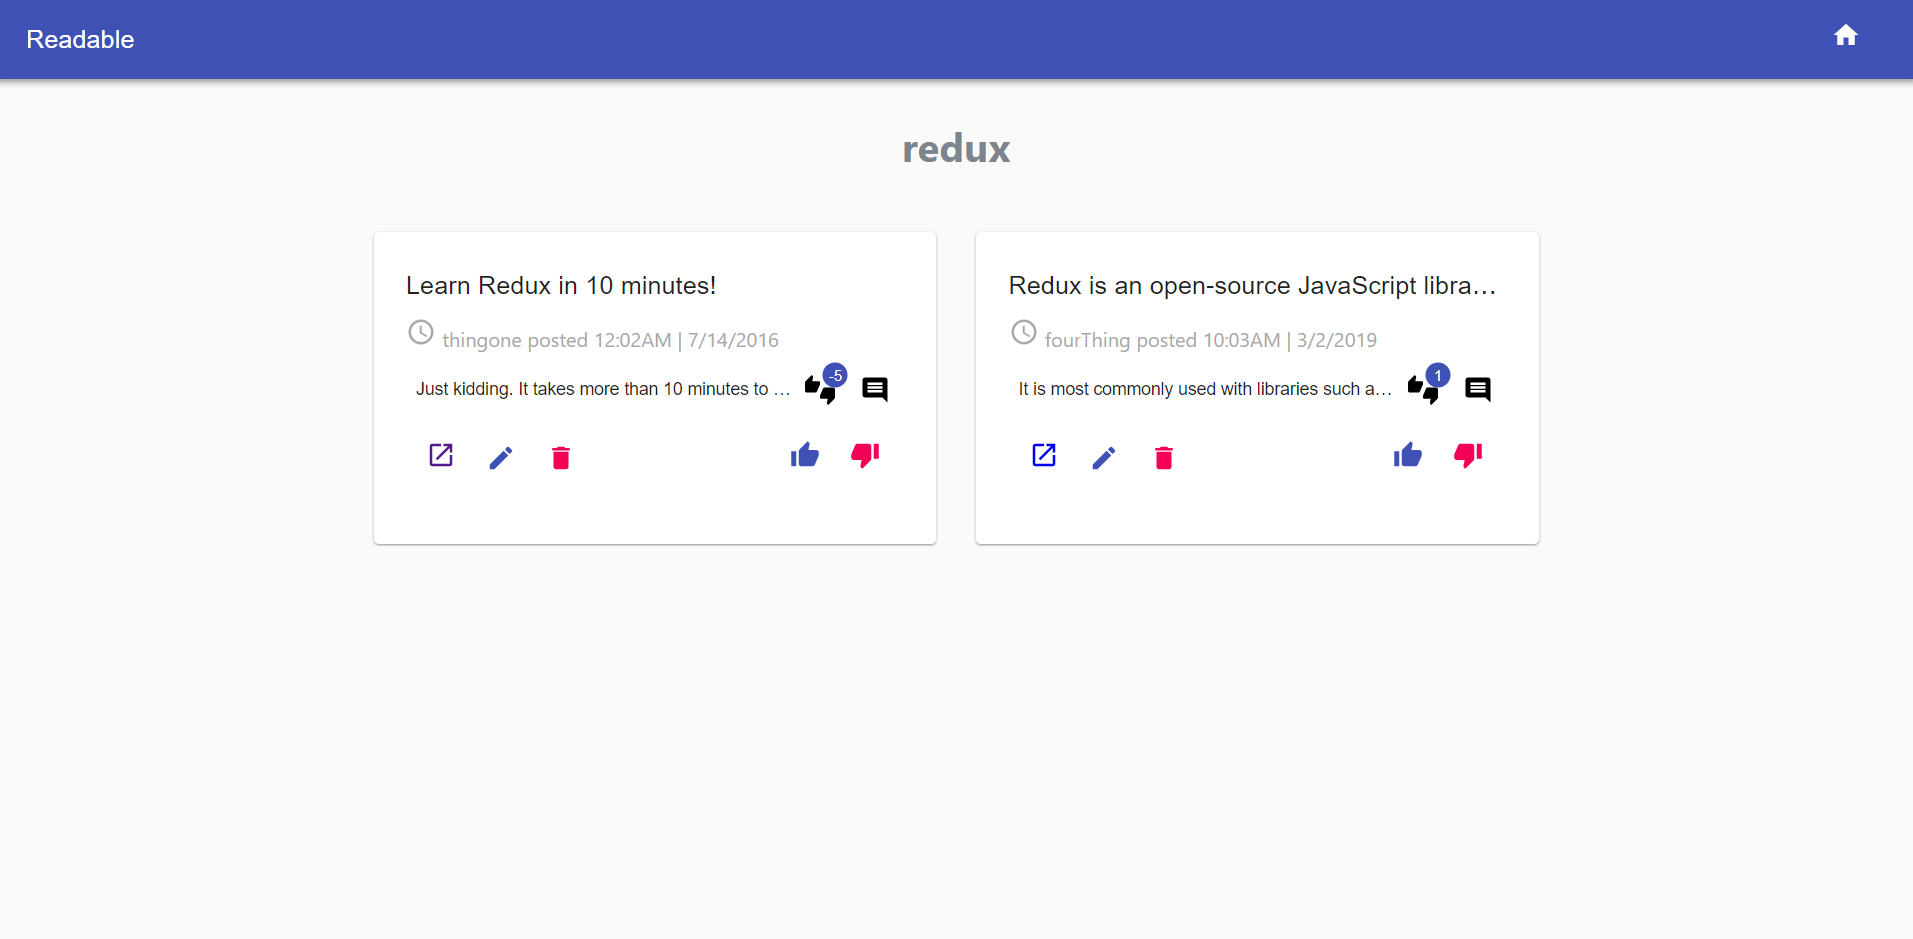 Readable
redux
Learn Redux in 10 minutes!
thingone posted 12:02AM | 7/14/2016
Just kidding. It takes more than 10 minutes to …
-5
Redux is an open-source JavaScript libra…
fourThing posted 10:03AM | 3/2/2019
It is most commonly used with libraries such a…
1